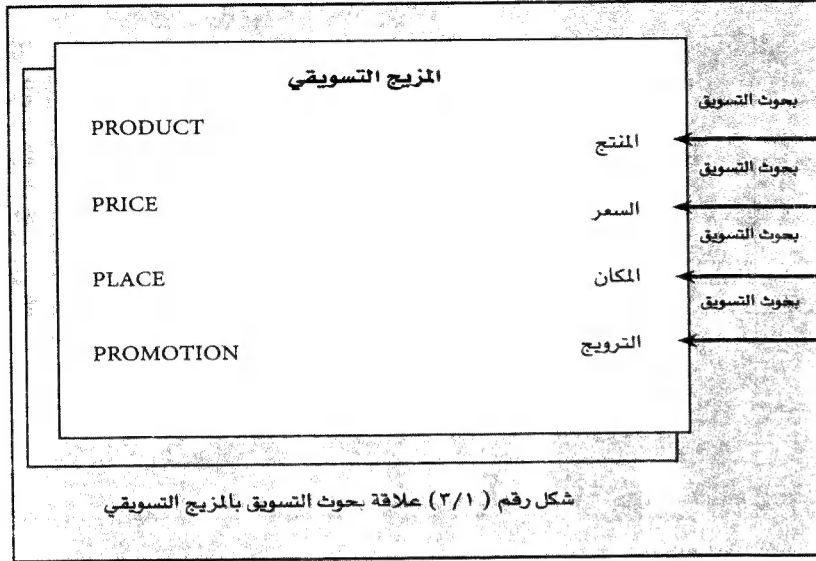 المزيج التسويقي
بحوث التسويق
PRODUCT المنتج
بحوث التسويق
PRICE السعر
بحوث التسويق
PLACE المكان
بحوث التسويق
PROMOTION الترويج
شكل رقم ( ٣/١ ) علاقة بحوث التسويق بالمزيج التسويقي